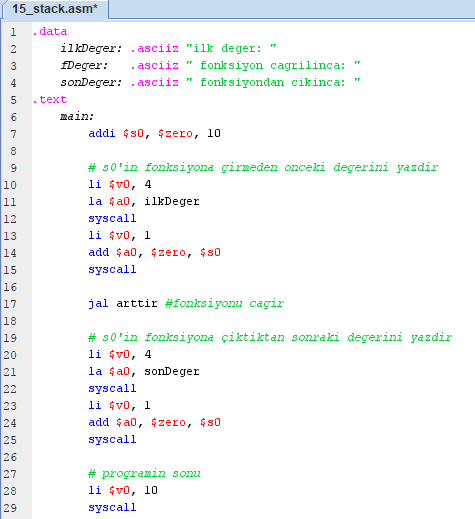 15_stack.asm*
1 .data
2 ilkDeger: .asciiz "ilk deger: "
3 fDeger: .asciiz " fonksiyon cagrilinca: "
4 sonDeger: .asciiz " fonksiyondan cikinca: "
5 .text
6 main:
7 addi $s0, $zero, 10
8
9 # s0'in fonksiyona girmeden onceki degerini yazdir
10 li $v0, 4
11 la $a0, ilkDeger
12 syscall
13 li $v0, 1
14 add $a0, $zero, $s0
15 syscall
16
17 jal arttir #fonksiyonu cagir
18
19 # s0'in fonksiyona çiktiktan sonraki degerini yazdir
20 li $v0, 4
21 la $a0, sonDeger
22 syscall
23 li $v0, 1
24 add $a0, $zero, $s0
25 syscall
26
27 # programin sonu
28 li $v0, 10
29 syscall